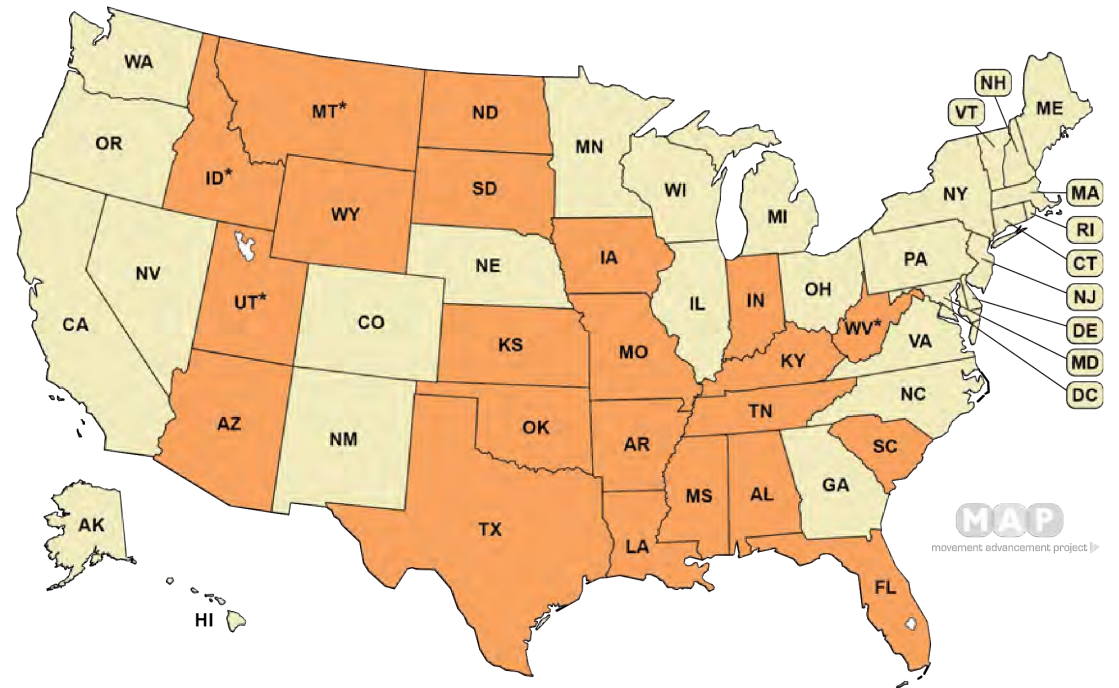 WA
OR
CA
NV
ID*
MT*
WY
UT*
AZ
CO
NM
ND
SD
NE
KS
OK
TX
MN
IA
MO
AR
LA
WI
IL
MI
IN
OH
KY
TN
MS
AL
GA
FL
SC
NC
VA
WV*
PA
NY
VT
NH
ME
MA
RI
CT
NJ
DE
MD
DC
AK
HI
MAP
movement advancement project